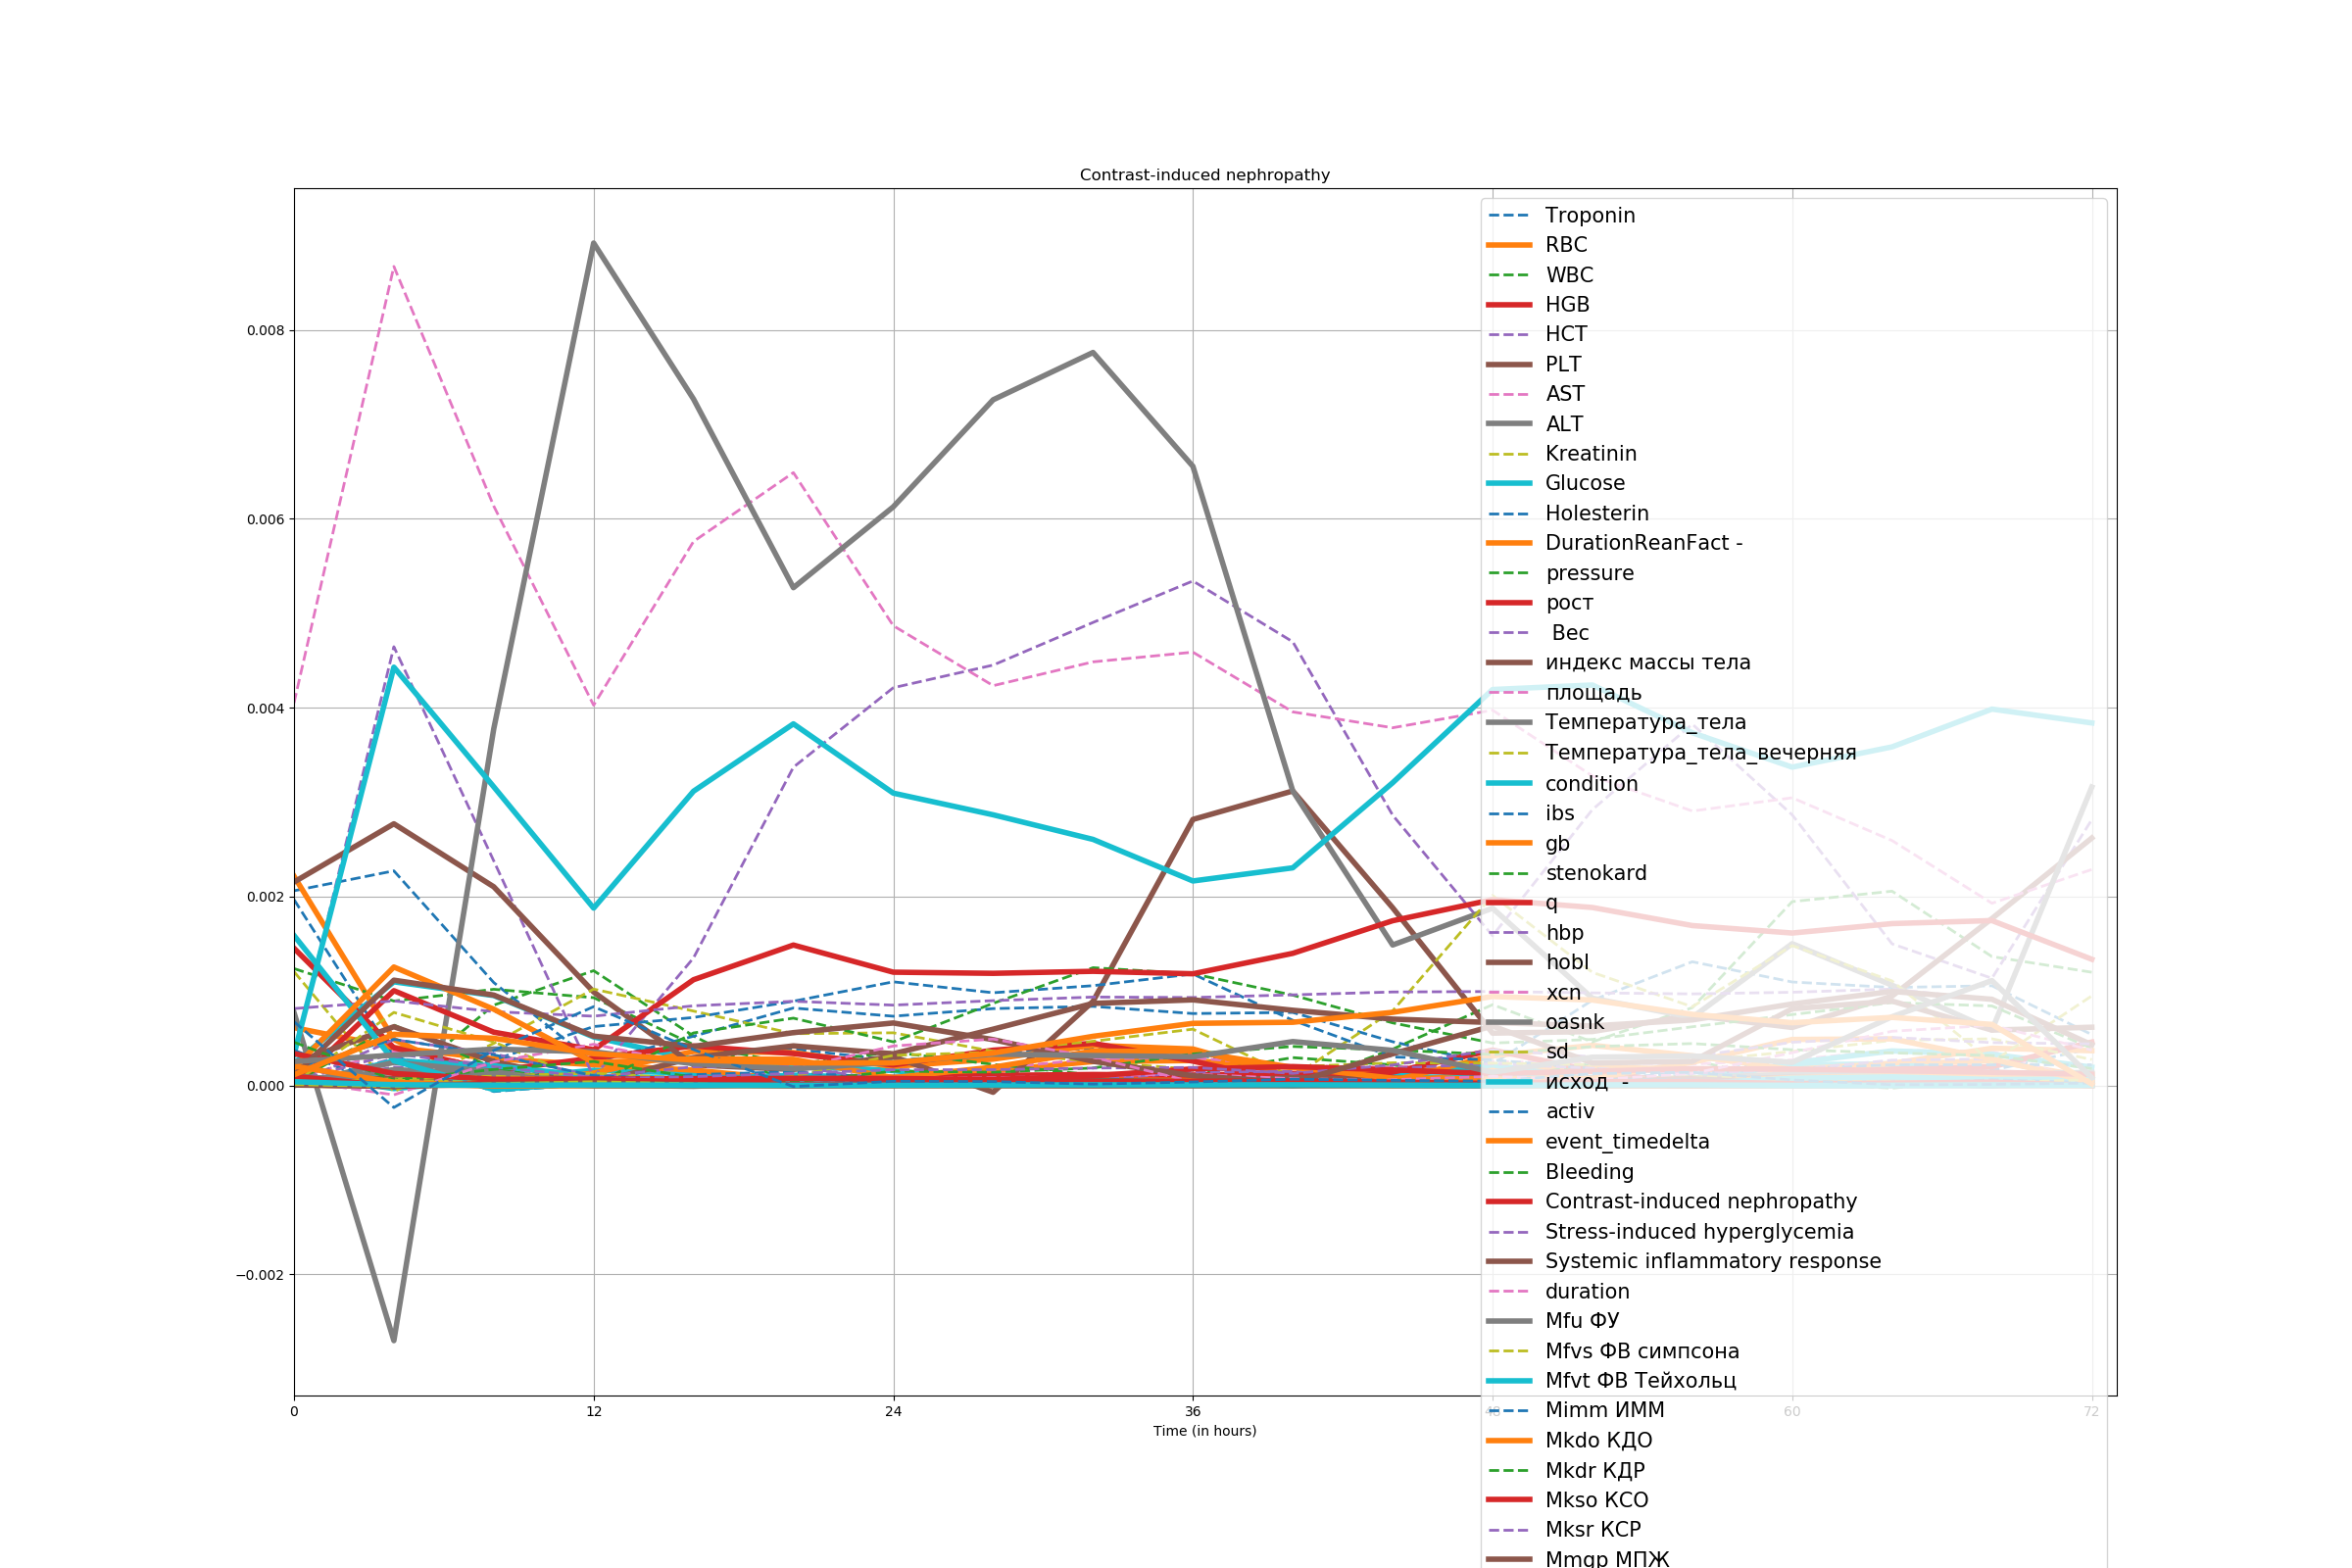 Contrast-induced nephropathy
0.008
0.006
0.004
0.002
0.000
−0.002
0
12
24
36
48
60
72
Time (in hours)
Troponin
RBC
WBC
HGB
HCT
PLT
AST
ALT
Kreatinin
Glucose
Holesterin
DurationReanFact -
pressure
рост
Вес
индекс массы тела
площадь
Температура_тела
Температура_тела_вечерняя
condition
ibs
gb
stenokard
q
hbp
hobl
xcn
oasnk
sd
исход -
activ
event_timedelta
Bleeding
Contrast-induced nephropathy
Stress-induced hyperglycemia
Systemic inflammatory response
duration
Mfu ФУ
Mfvs ФВ симпсона
Mfvt ФВ Тейхольц
Mimm ИММ
Mkdo КДО
Mkdr КДР
Mkso КСО
Mksr КСР
Mmgp МПЖ